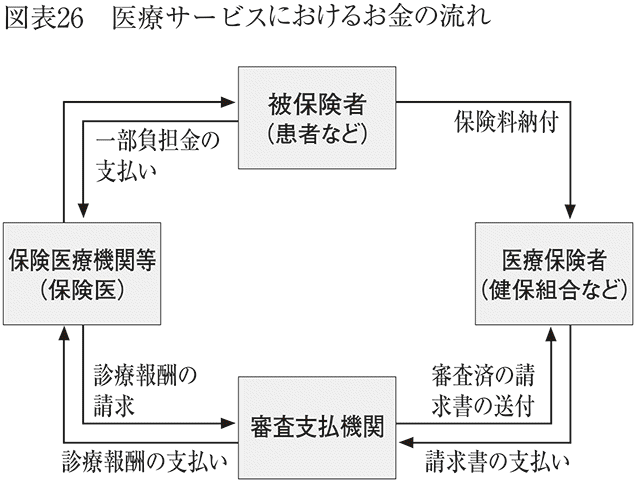 図表26 医療サービスにおけるお金の流れ
被保険者
(患者など)
保険料納付
一部負担金の
支払い
保険医療機関等
(保険医)
医療保険者
(健保組合など)
診療報酬の
請求
審査済の請
求書の送付
審査支払機関
診療報酬の支払い
請求書の支払い